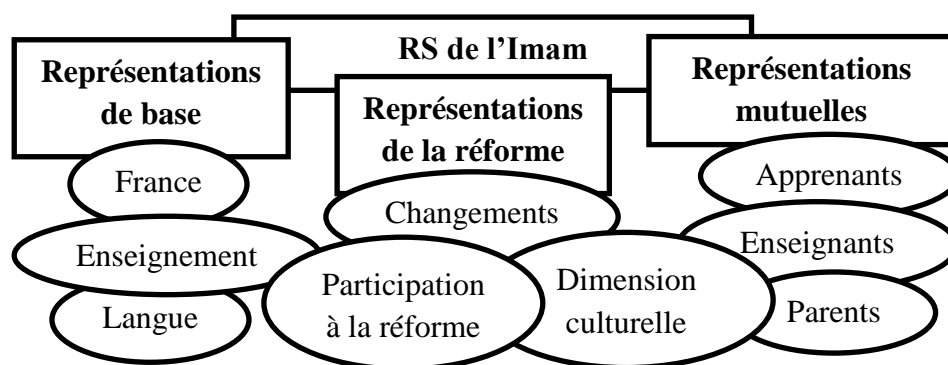 RS de l’Imam
Représentations
de base
France
Enseignement
Langue
Représentations
de la réforme
Changements
Participation
à la réforme
Dimension
culturelle
Représentations
mutuelles
Apprenants
Enseignants
Parents